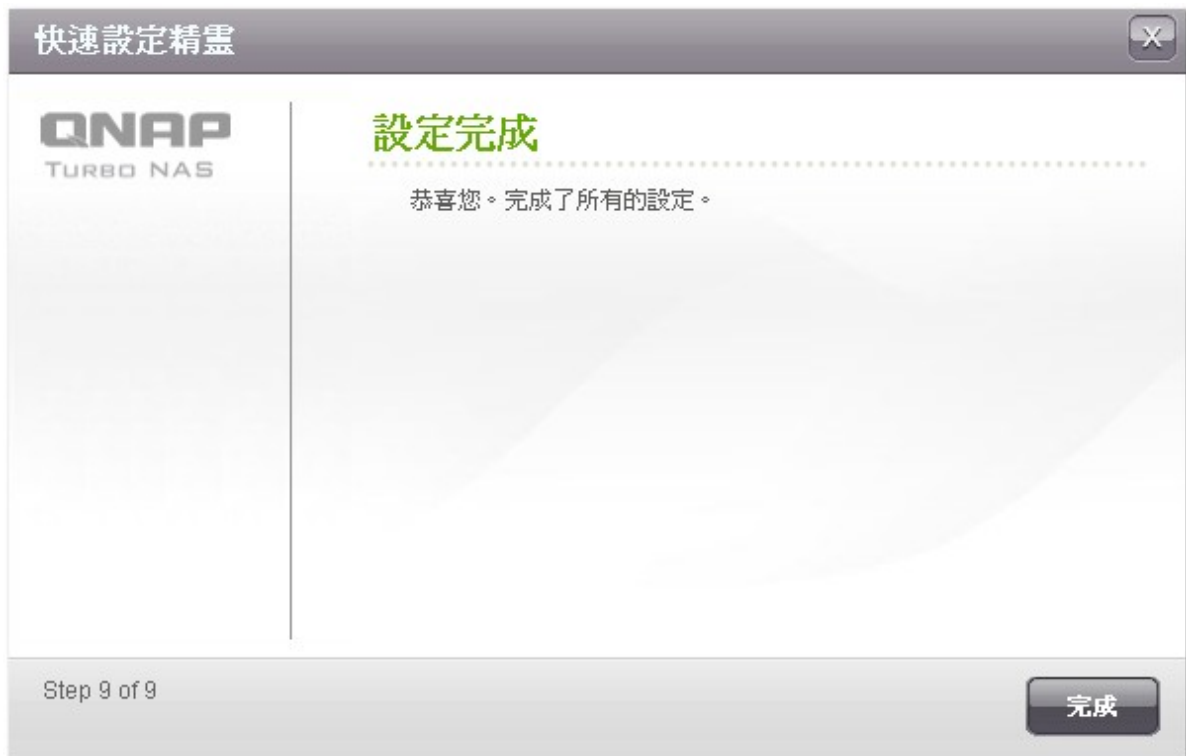 快速設定精靈
X
QNAP
TURBO NAS
設定完成
恭喜您。完成了所有的設定。
Step 9 of 9
完成